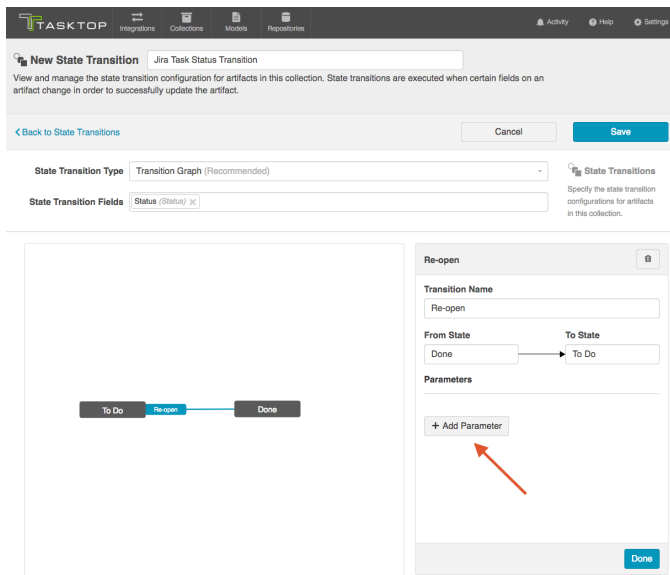 TASKTOP
Integrations Collections Models Repositories
Activity Help Settings
New State Transition Jira Task Status Transition
View and manage the state transition configuration for artifacts in this collection. State transitions are executed when certain fields on an
artifact change in order to successfully update the artifact.
Back to State Transitions
Cancel
Save
State Transition Type Transition Graph (Recommended)
State Transition Fields Status (Status)
State Transitions
Specify the state transition
configurations for artifacts
in this collection.
Re-open
Transition Name
Re-open
From State To State
Done To Do
Parameters
+ Add Parameter
To Do Re-open Done
Done